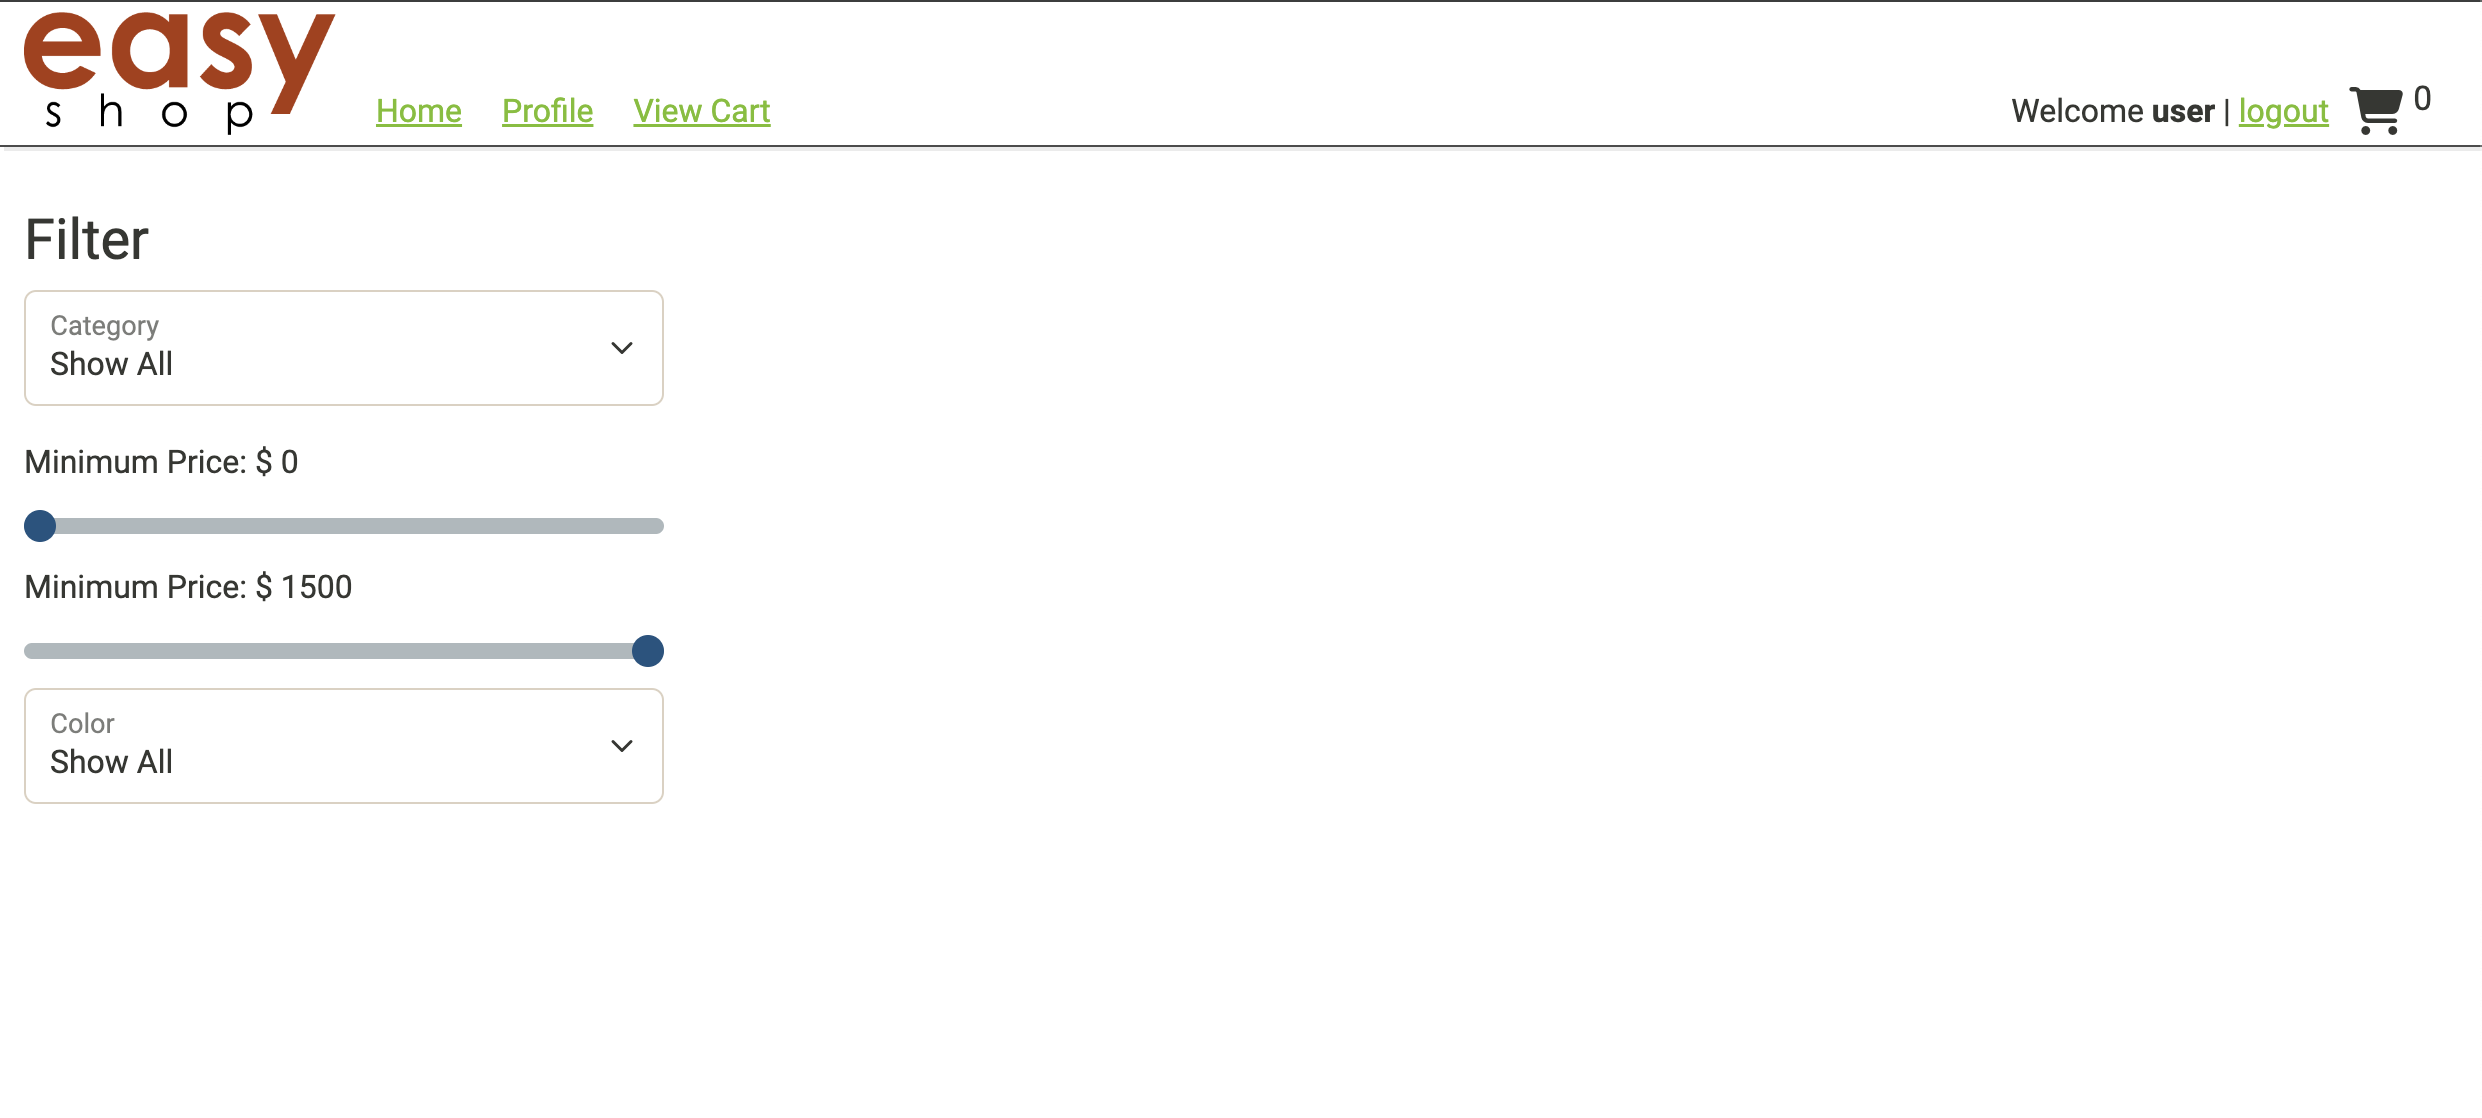 easy
shop
Home Profile View Cart
Welcome user | logout 0
Filter
Category
Show All
Minimum Price: $ 0
Minimum Price: $ 1500
Color
Show All